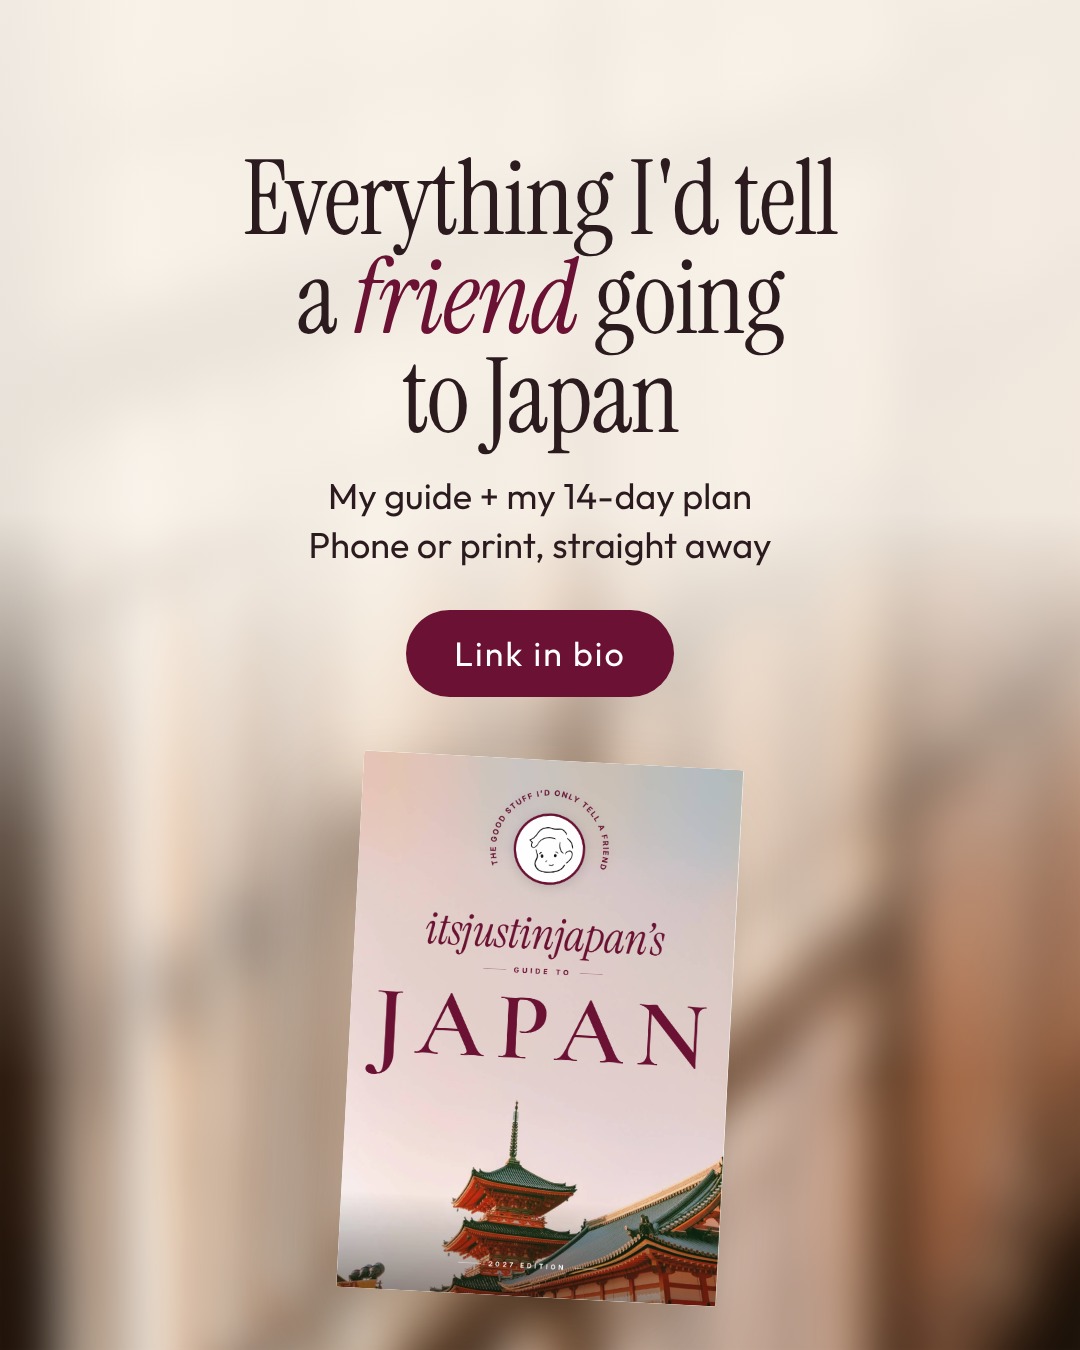 Everything I'd tell
a friend going
to Japan
My guide + my 14-day plan
Phone or print, straight away
Link in bio
THE GOOD STUFF I'D ONLY TELL A FRIEND
itsjustinjapan’s
GUIDE TO
JAPAN
2027 EDITION